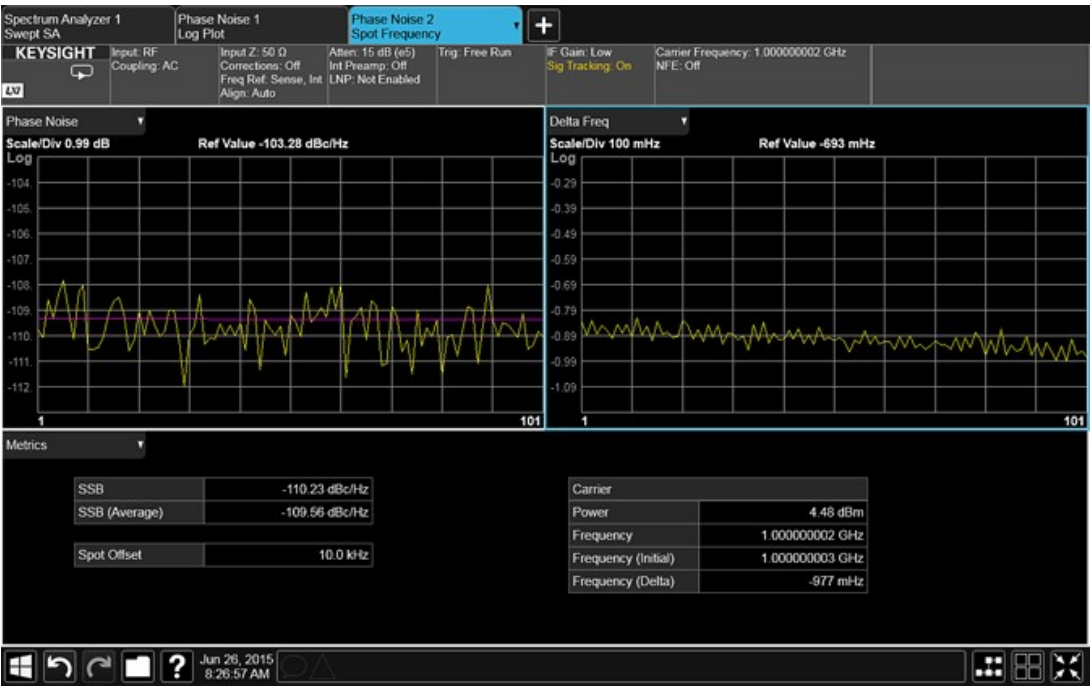 Spectrum Analyzer 1
Swept SA
Phase Noise 1
Log Plot
Phase Noise 2
Spot Frequency
KEYSIGHT
LXI
Input: RF
Coupling: AC
Input Z: 50 Ω
Corrections: Off
Freq Ref: Sense, Int
Align: Auto
Atten: 15 dB (e5)
Int Preamp: Off
LNP: Not Enabled
Trig: Free Run
IF Gain: Low
Sig Tracking: On
Carrier Frequency: 1.000000002 GHz
NFE: Off
Phase Noise
Scale/Div 0.99 dB Ref Value -103.28 dBc/Hz
Log
-104.
-105.
-106.
-107.
-108.
-109.
-110.
-111.
-112.
1 101
Delta Freq
Scale/Div 100 mHz Ref Value -693 mHz
Log
-0.29
-0.39
-0.49
-0.59
-0.69
-0.79
-0.89
-0.99
-1.09
1 101
Metrics
SSB -110.23 dBc/Hz
SSB (Average) -109.56 dBc/Hz
Spot Offset 10.0 kHz
Carrier
Power 4.48 dBm
Frequency 1.000000002 GHz
Frequency (Initial) 1.000000003 GHz
Frequency (Delta) -977 mHz
?
Jun 26, 2015
8:26:57 AM